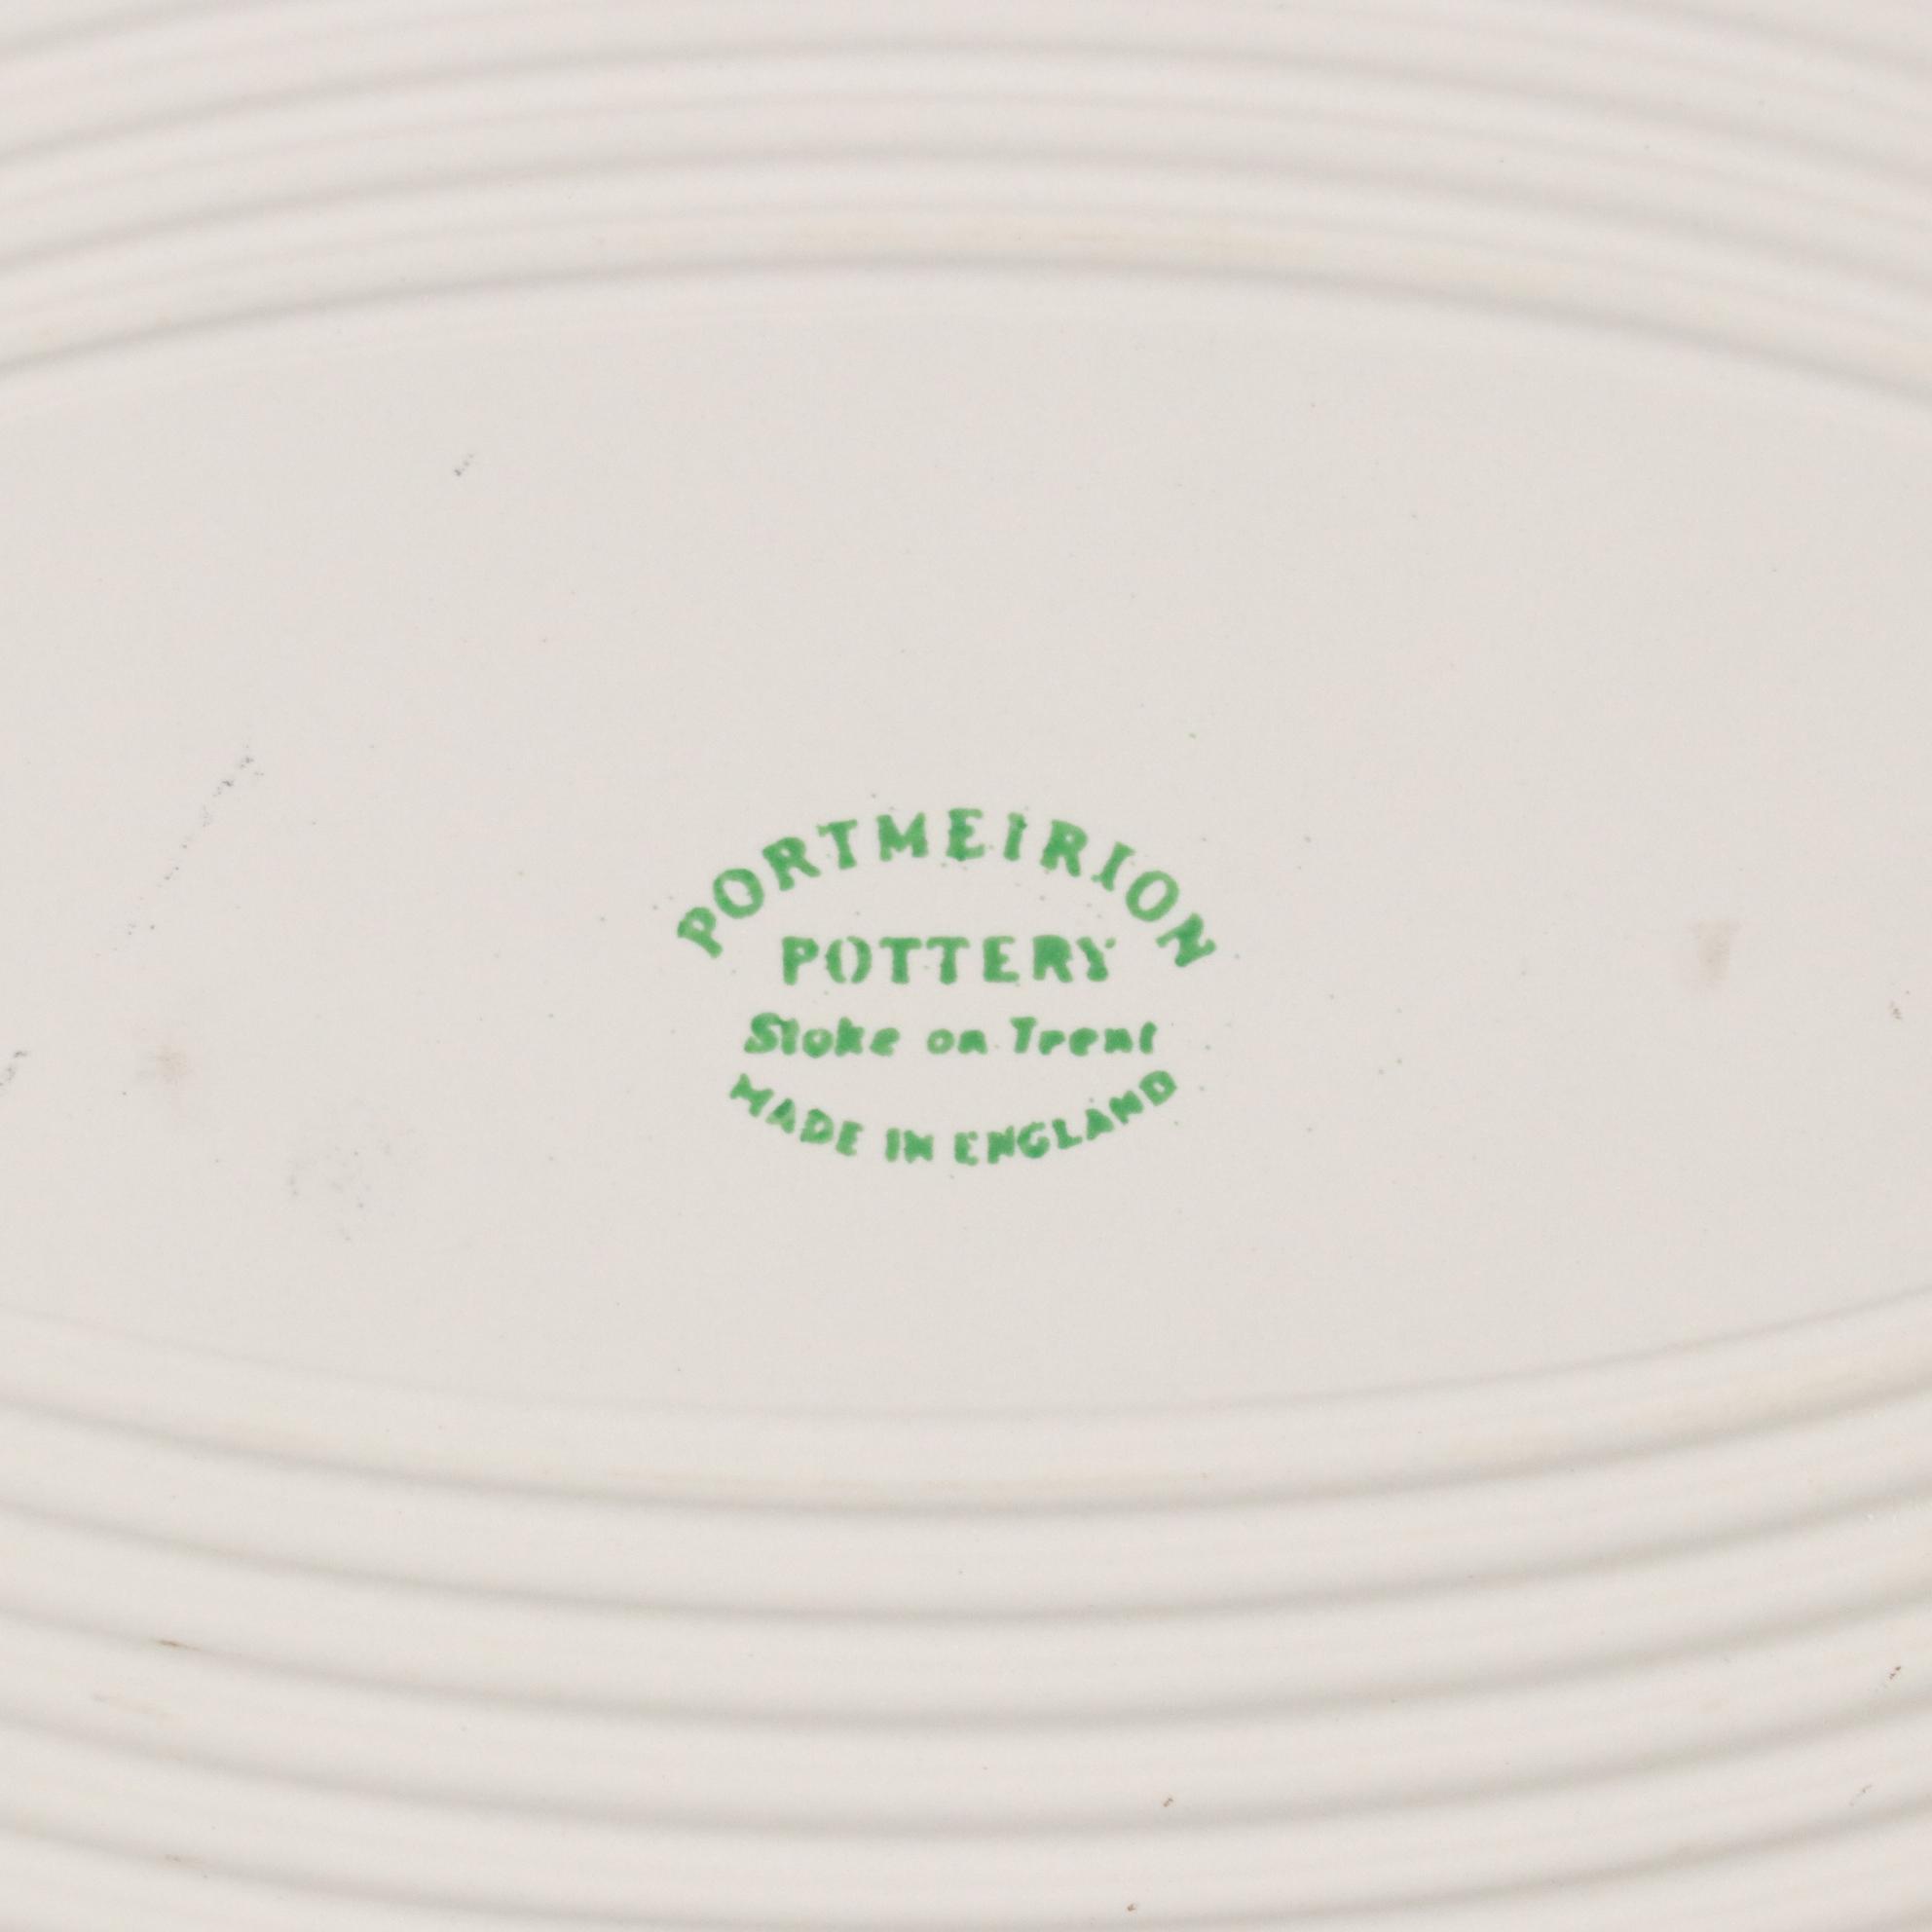 PORTMEIRION
POTTERY
Stoke on Trent
MADE IN ENGLAND